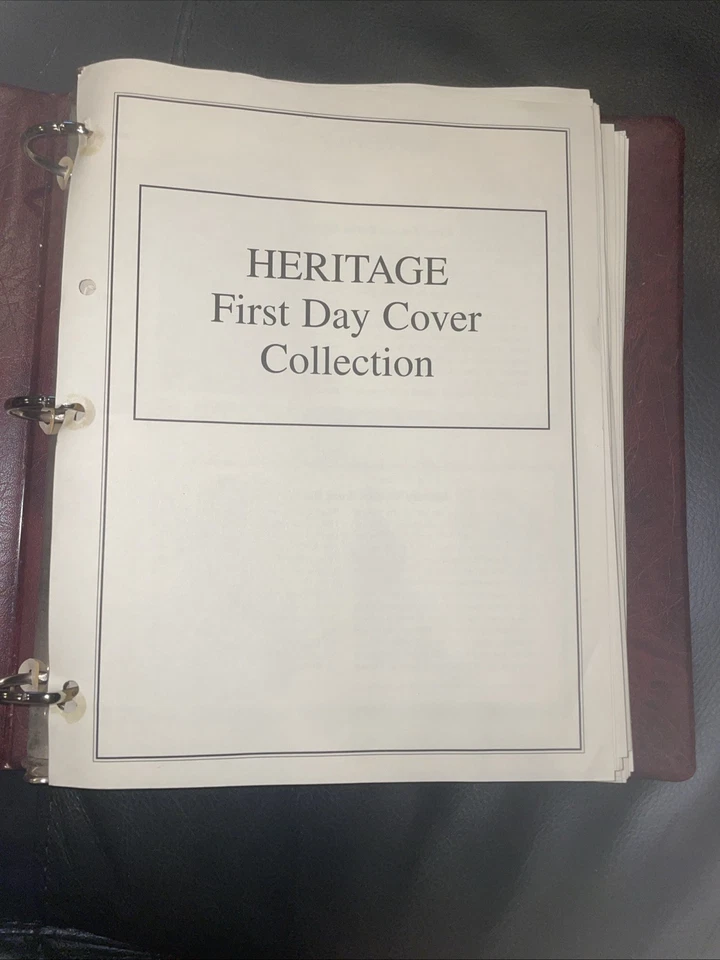 HERITAGE
First Day Cover
Collection